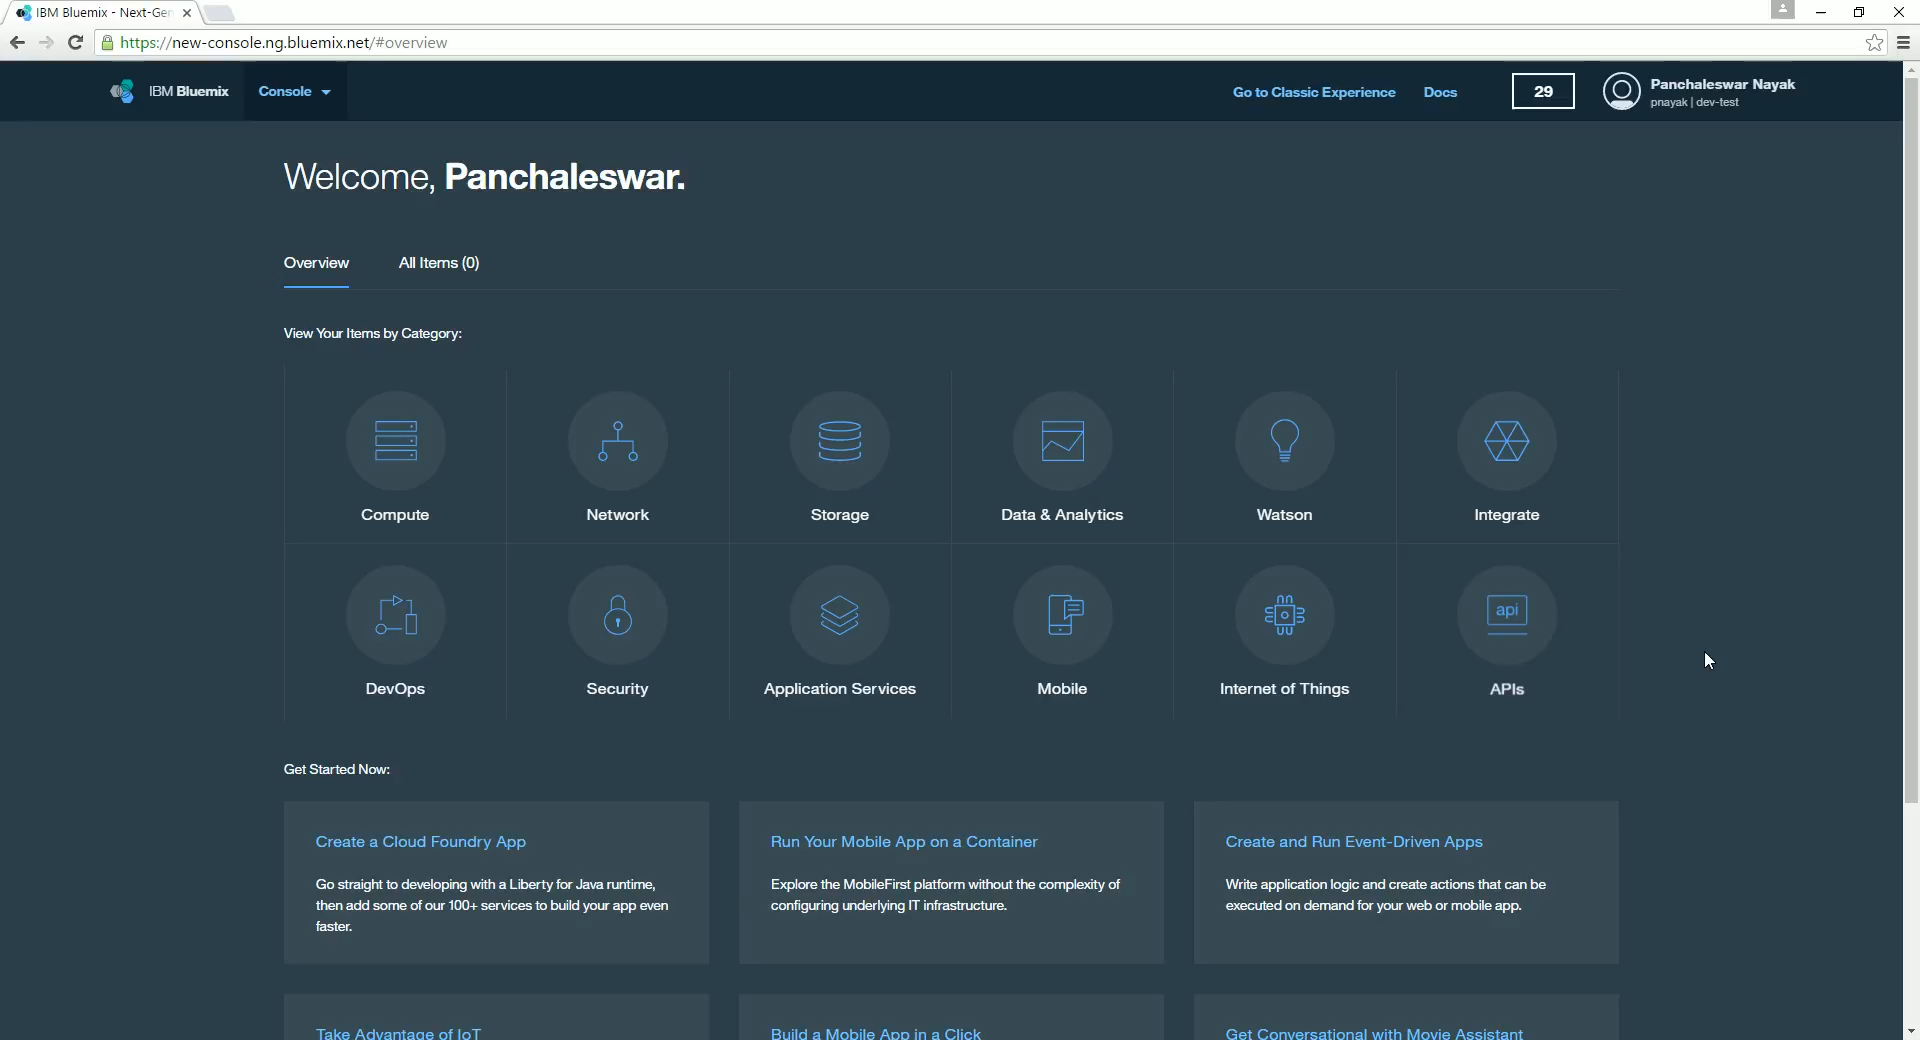 IBM Bluemix - Next-Gen
https://new-console.ng.bluemix.net/#overview
IBM Bluemix
Console
Go to Classic Experience
Docs
29
Panchaleswar Nayak
pnayak | dev-test
Welcome, Panchaleswar.
Overview
All Items (0)
View Your Items by Category:
Compute
Network
Storage
Data & Analytics
Watson
Integrate
api
DevOps
Security
Application Services
Mobile
Internet of Things
APIs
Get Started Now:
Create a Cloud Foundry App
Go straight to developing with a Liberty for Java runtime,
then add some of our 100+ services to build your app even
faster.
Run Your Mobile App on a Container
Explore the MobileFirst platform without the complexity of
configuring underlying IT infrastructure.
Create and Run Event-Driven Apps
Write application logic and create actions that can be
executed on demand for your web or mobile app.
Take Advantage of IoT
Build a Mobile App in a Click
Get Conversational with Movie Assistant